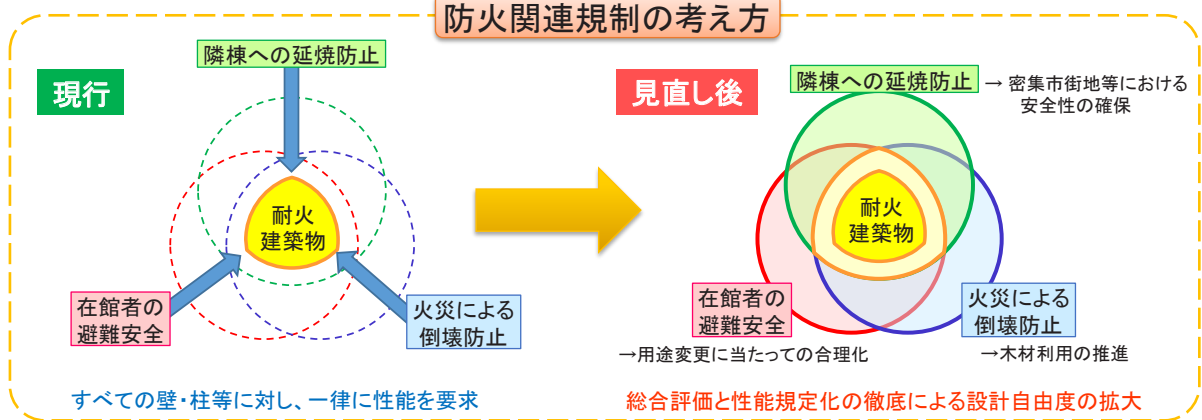 防火関連規制の考え方
現行
隣棟への延焼防止
耐火
建築物
在館者の
避難安全
火災による
倒壊防止
すべての壁・柱等に対し、一律に性能を要求
見直し後
隣棟への延焼防止
→ 密集市街地等における
安全性の確保
耐火
建築物
在館者の
避難安全
→用途変更に当たっての合理化
火災による
倒壊防止
→木材利用の推進
総合評価と性能規定化の徹底による設計自由度の拡大